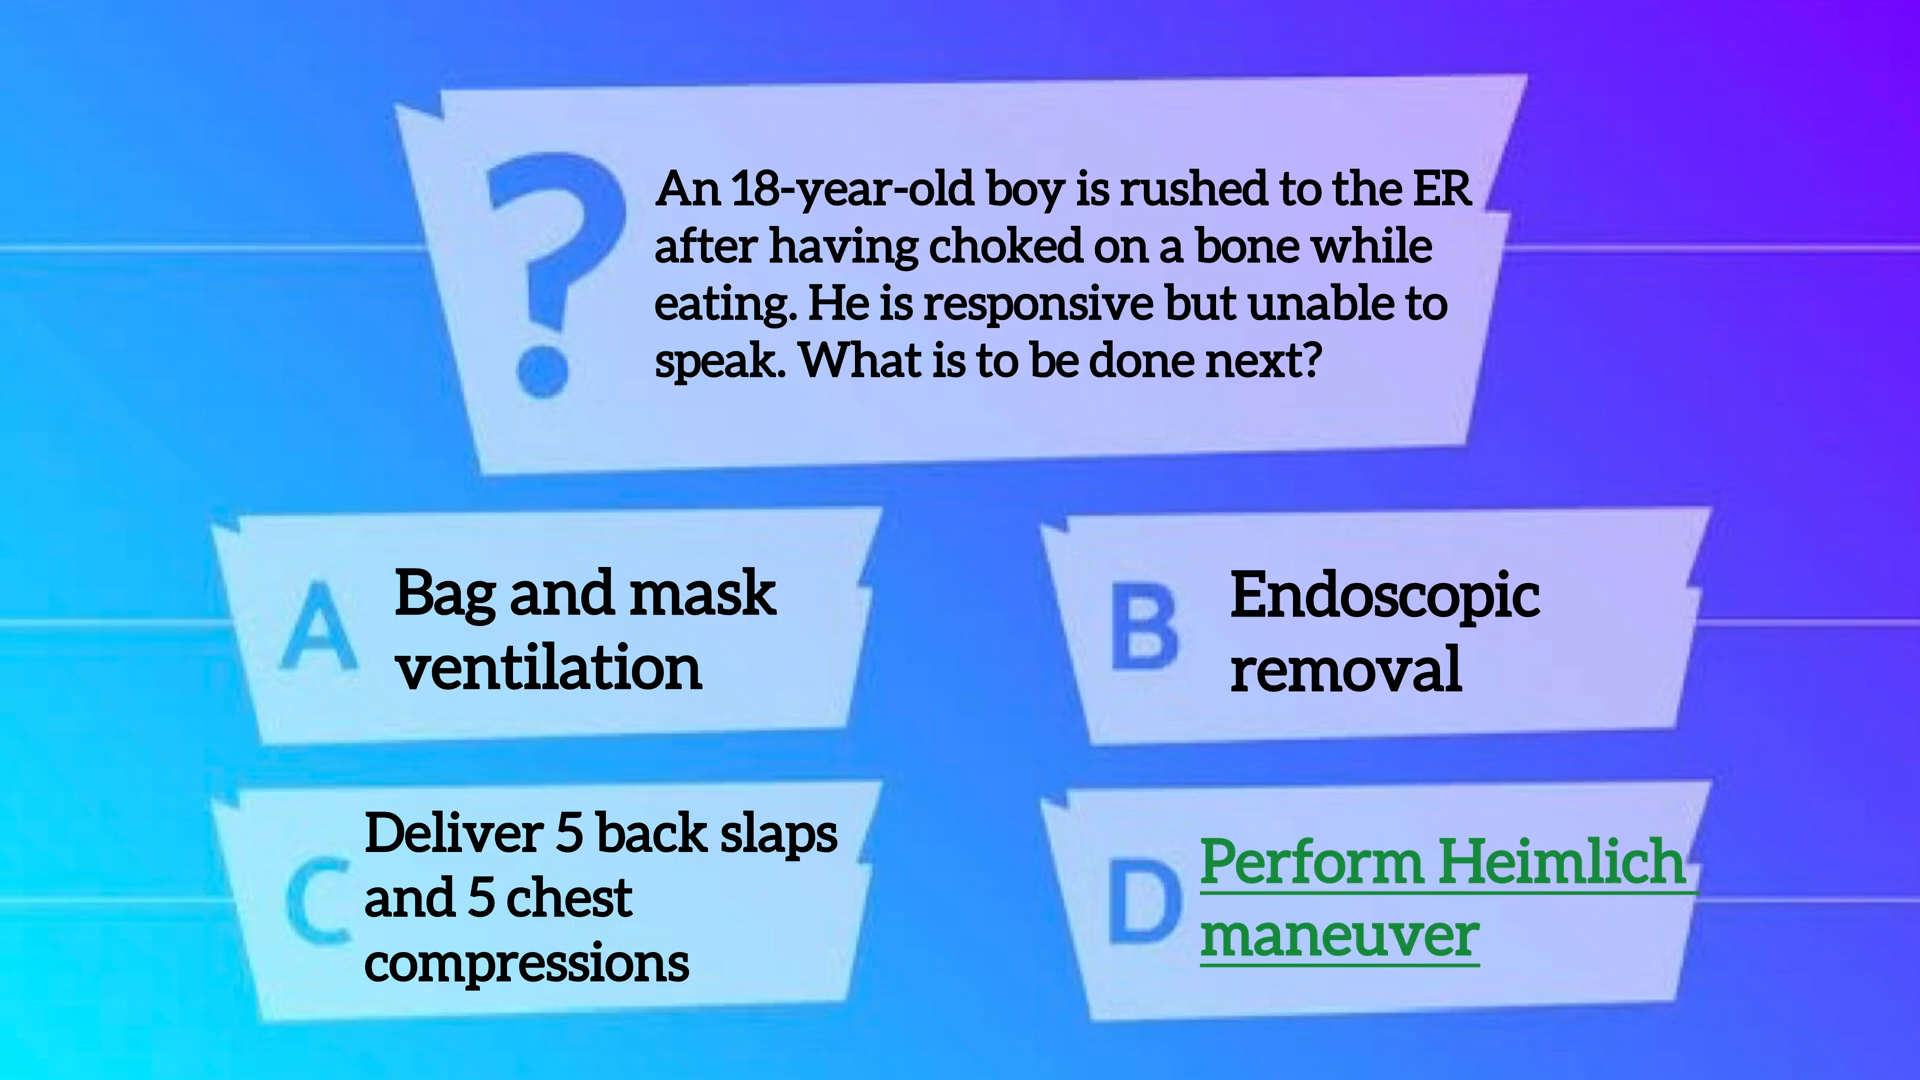 ?
An 18-year-old boy is rushed to the ER
after having choked on a bone while
eating. He is responsive but unable to
speak. What is to be done next?
A
Bag and mask
ventilation
B
Endoscopic
removal
C
Deliver 5 back slaps
and 5 chest
compressions
D
Perform Heimlich
maneuver